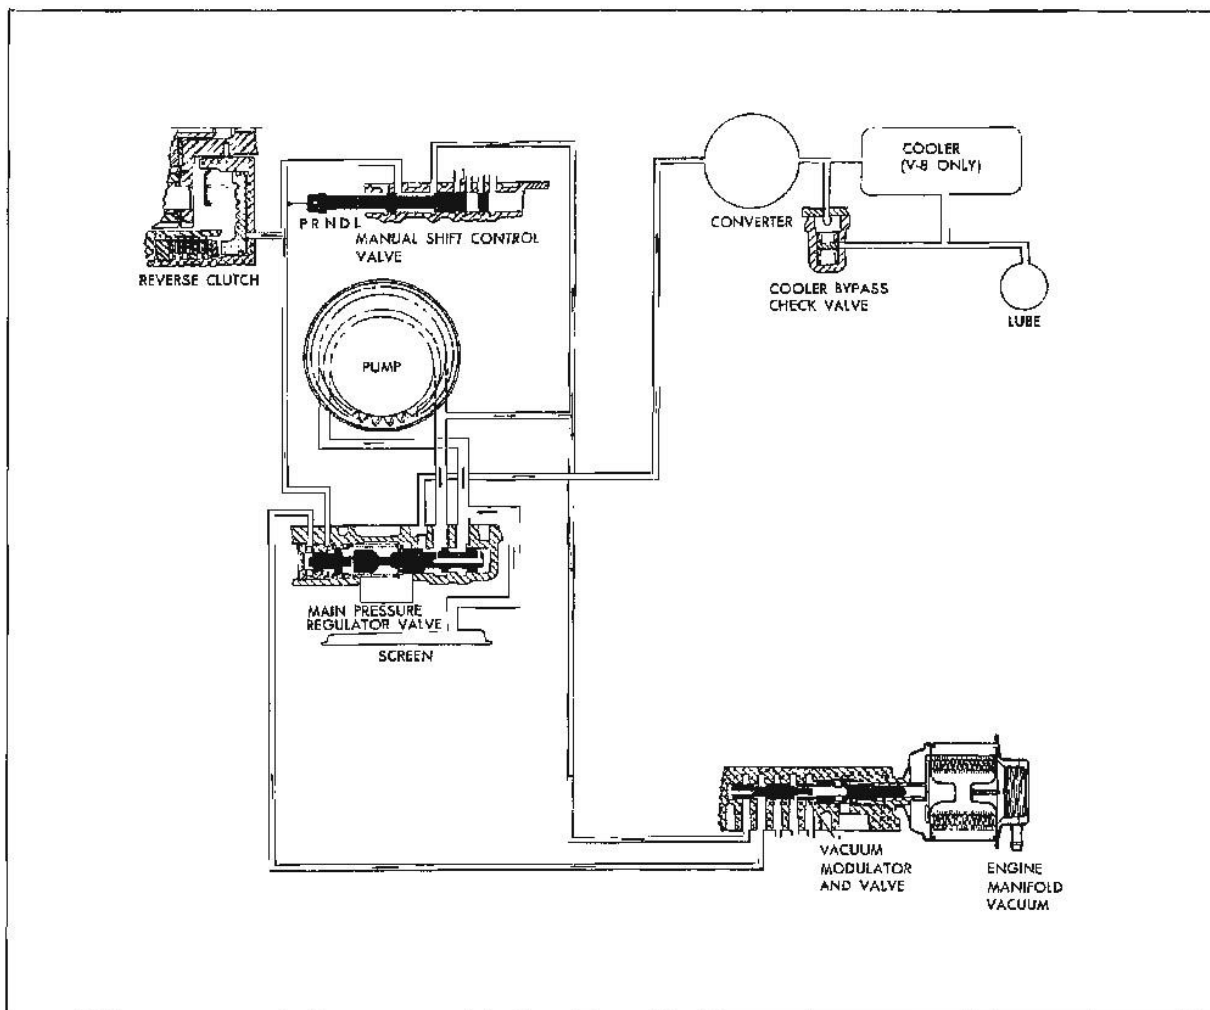 COOLER
(V-8 ONLY)
P R N D L
MANUAL SHIFT CONTROL
VALVE
CONVERTER
REVERSE CLUTCH
COOLER BYPASS
CHECK VALVE
LUBE
PUMP
MAIN PRESSURE
REGULATOR VALVE
SCREEN
VACUUM
MODULATOR
AND VALVE
ENGINE
MANIFOLD
VACUUM